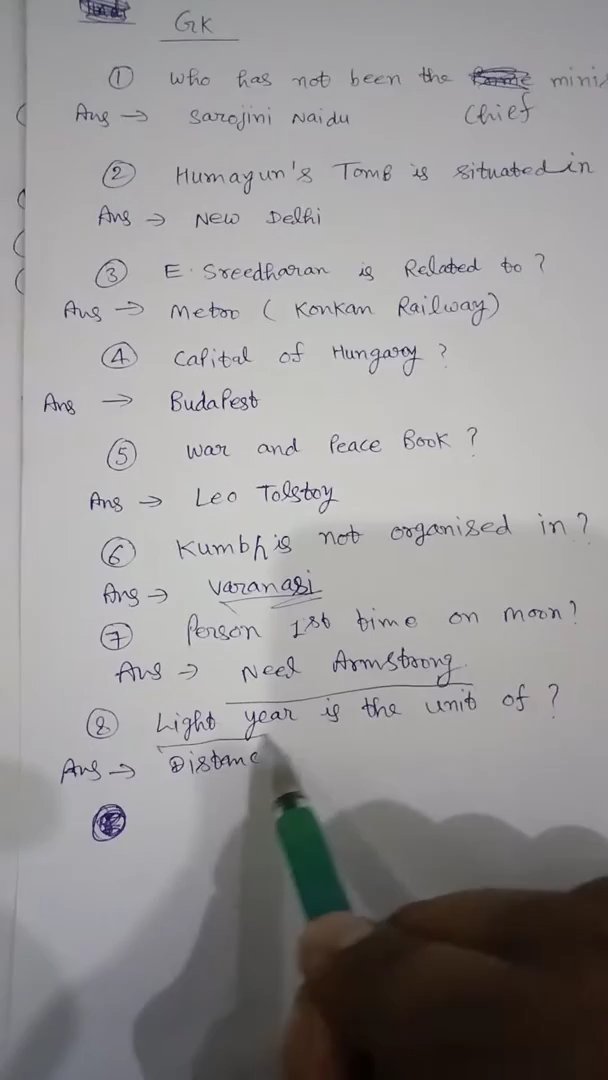 GK
① Who has not been the minis
Ans → Sarojini Naidu Chief
② Humayun's Tomb is situated in
Ans → New Delhi
③ E. Sreedharan is Related to ?
Ans → Metro ( Konkan Railway)
④ Capital of Hungary ?
Ans → Budapest
⑤ War and Peace Book ?
Ans → Leo Tolstoy
⑥ Kumbh is not organised in ?
Ans → Varanasi
⑦ Person 1st time on moon ?
Ans → Neel Armstrong
⑧ Light year is the unit of ?
Ans → Distanc